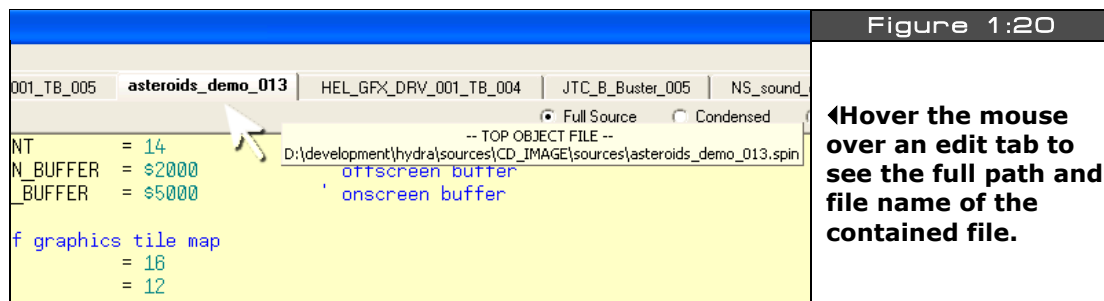 Figure 1:20
001_TB_005 asteroids_demo_013 HEL_GFX_DRV_001_TB_004 JTC_B_Buster_005 NS_sound_
Full Source Condensed
-- TOP OBJECT FILE --
D:\development\hydra\sources\CD_IMAGE\sources\asteroids_demo_013.spin
NT = 14
N_BUFFER = $2000 offscreen buffer
_BUFFER = $5000 ' onscreen buffer
f graphics tile map
= 16
= 12
Hover the mouse
over an edit tab to
see the full path and
file name of the
contained file.